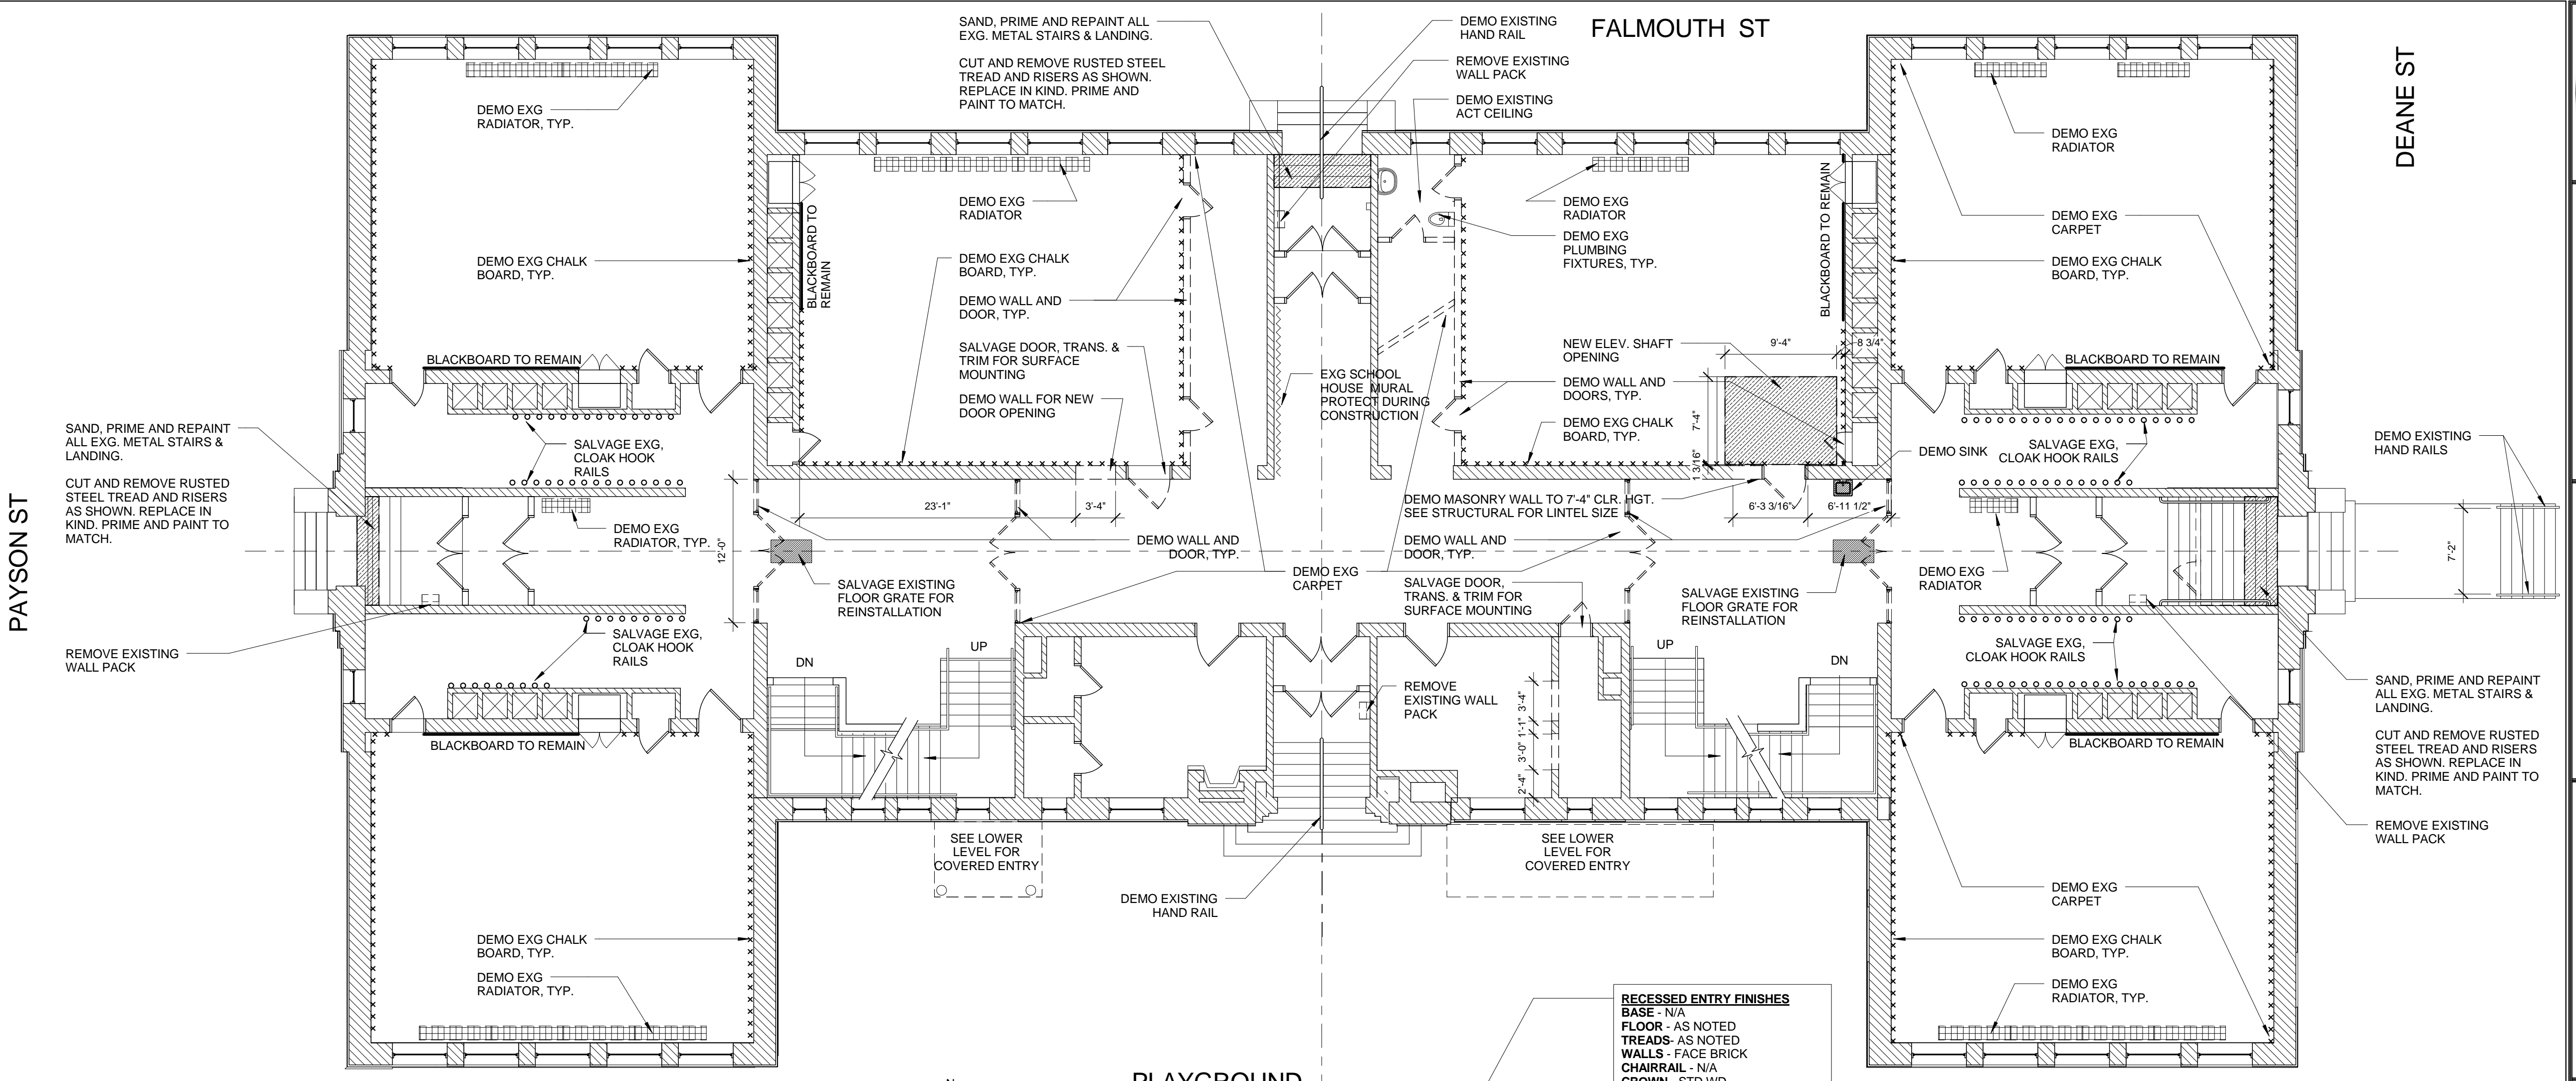 FALMOUTH ST
DEANE ST
PAYSON ST
SAND, PRIME AND REPAINT ALL
EXG. METAL STAIRS & LANDING.
CUT AND REMOVE RUSTED STEEL
TREAD AND RISERS AS SHOWN.
REPLACE IN KIND. PRIME AND
PAINT TO MATCH.
DEMO EXISTING
HAND RAIL
REMOVE EXISTING
WALL PACK
DEMO EXISTING
ACT CEILING
DEMO EXG
RADIATOR, TYP.
DEMO EXG CHALK
BOARD, TYP.
BLACKBOARD TO REMAIN
BLACKBOARD TO
REMAIN
DEMO EXG
RADIATOR
DEMO EXG CHALK
BOARD, TYP.
DEMO WALL AND
DOOR, TYP.
SALVAGE DOOR, TRANS. &
TRIM FOR SURFACE
MOUNTING
DEMO WALL FOR NEW
DOOR OPENING
EXG SCHOOL
HOUSE MURAL
PROTECT DURING
CONSTRUCTION
DEMO EXG
RADIATOR
DEMO EXG
PLUMBING
FIXTURES, TYP.
BLACKBOARD TO REMAIN
NEW ELEV. SHAFT
OPENING
9'-4"
8 3/4"
7'-4"
1 3/16"
DEMO WALL AND
DOORS, TYP.
DEMO EXG CHALK
BOARD, TYP.
DEMO SINK
DEMO EXG
RADIATOR
DEMO EXG
CARPET
DEMO EXG CHALK
BOARD, TYP.
BLACKBOARD TO REMAIN
SALVAGE EXG,
CLOAK HOOK RAILS
DEMO EXISTING
HAND RAILS
SAND, PRIME AND REPAINT
ALL EXG. METAL STAIRS &
LANDING.
CUT AND REMOVE RUSTED
STEEL TREAD AND RISERS
AS SHOWN. REPLACE IN
KIND. PRIME AND PAINT TO
MATCH.
REMOVE EXISTING
WALL PACK
SALVAGE EXG,
CLOAK HOOK
RAILS
DEMO EXG
RADIATOR, TYP.
12'-0"
SALVAGE EXG,
CLOAK HOOK
RAILS
23'-1"
3'-4"
DEMO WALL AND
DOOR, TYP.
SALVAGE EXISTING
FLOOR GRATE FOR
REINSTALLATION
DEMO EXG
CARPET
DEMO MASONRY WALL TO 7'-4" CLR. HGT.
SEE STRUCTURAL FOR LINTEL SIZE
6'-3 3/16"
6'-11 1/2"
DEMO WALL AND
DOOR, TYP.
SALVAGE DOOR,
TRANS. & TRIM FOR
SURFACE MOUNTING
SALVAGE EXISTING
FLOOR GRATE FOR
REINSTALLATION
DEMO EXG
RADIATOR
7'-2"
SALVAGE EXG,
CLOAK HOOK RAILS
DN
UP
UP
DN
REMOVE
EXISTING WALL
PACK
3'-4"
1'-1"
3'-0"
2'-4"
SAND, PRIME AND REPAINT
ALL EXG. METAL STAIRS &
LANDING.
CUT AND REMOVE RUSTED
STEEL TREAD AND RISERS
AS SHOWN. REPLACE IN
KIND. PRIME AND PAINT TO
MATCH.
REMOVE EXISTING
WALL PACK
BLACKBOARD TO REMAIN
BLACKBOARD TO REMAIN
SEE LOWER
LEVEL FOR
COVERED ENTRY
SEE LOWER
LEVEL FOR
COVERED ENTRY
DEMO EXISTING
HAND RAIL
DEMO EXG CHALK
BOARD, TYP.
DEMO EXG
RADIATOR, TYP.
DEMO EXG
CARPET
DEMO EXG CHALK
BOARD, TYP.
DEMO EXG
RADIATOR, TYP.
RECESSED ENTRY FINISHES
BASE - N/A
FLOOR - AS NOTED
TREADS- AS NOTED
WALLS - FACE BRICK
CHAIRRAIL - N/A
CROWN - STD WD
PLAYGROUND